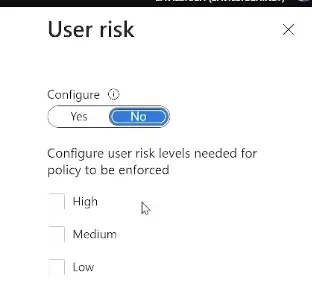 User risk
Configure
Yes No
Configure user risk levels needed for
policy to be enforced
High
Medium
Low